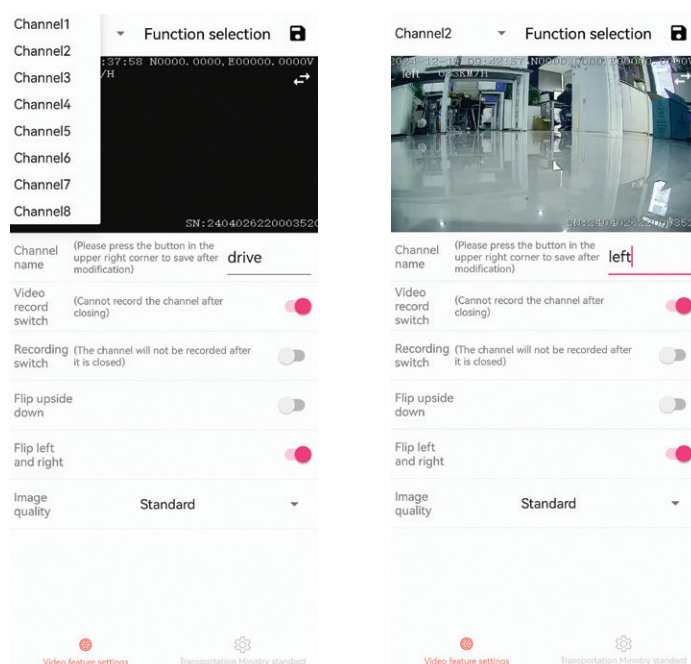 Channel1
Channel2
Channel3
Channel4
Channel5
Channel6
Channel7
Channel8
Function selection
:37:58 N0000.0000,E00000.0000V
/H
SN:2404026220003520
Channel name
(Please press the button in the upper right corner to save after modification)
drive
Video record switch
(Cannot record the channel after closing)
Recording switch
(The channel will not be recorded after it is closed)
Flip upside down
Flip left and right
Image quality
Standard
Video feature settings
Transportation Ministry standard
Channel2
Function selection
left
Channel name
(Please press the button in the upper right corner to save after modification)
left
Video record switch
(Cannot record the channel after closing)
Recording switch
(The channel will not be recorded after it is closed)
Flip upside down
Flip left and right
Image quality
Standard
Video feature settings
Transportation Ministry standard